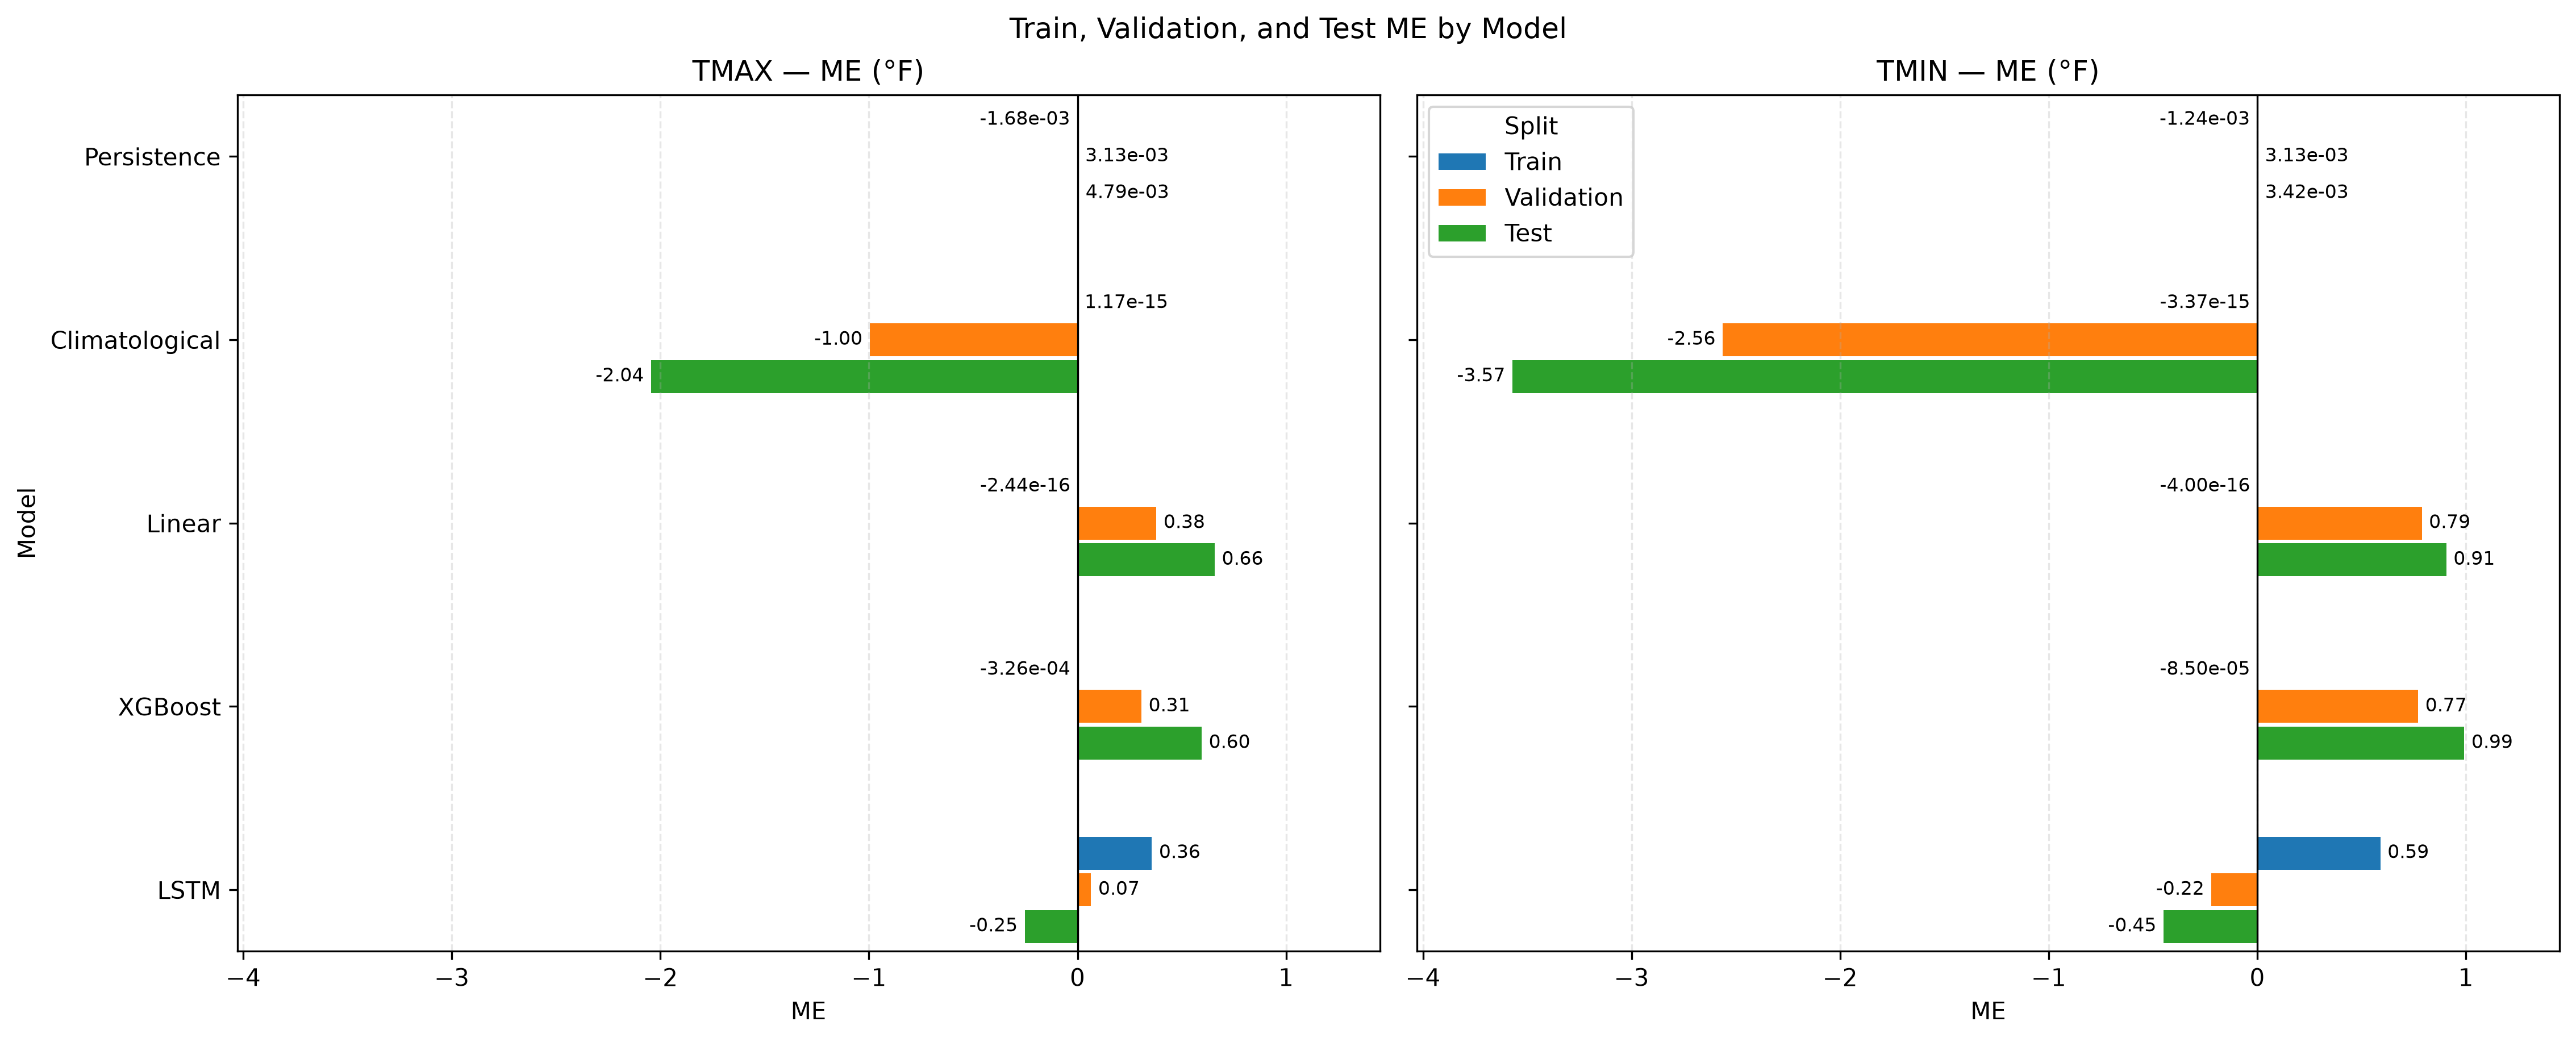 Train, Validation, and Test ME by Model
TMAX — ME (°F)
Model
Persistence
Climatological
Linear
XGBoost
LSTM
-1.68e-03
3.13e-03
4.79e-03
1.17e-15
-1.00
-2.04
-2.44e-16
0.38
0.66
-3.26e-04
0.31
0.60
0.36
0.07
-0.25
−4 −3 −2 −1 0 1
ME
TMIN — ME (°F)
Split
Train
Validation
Test
-1.24e-03
3.13e-03
3.42e-03
-3.37e-15
-2.56
-3.57
-4.00e-16
0.79
0.91
-8.50e-05
0.77
0.99
0.59
-0.22
-0.45
−4 −3 −2 −1 0 1
ME